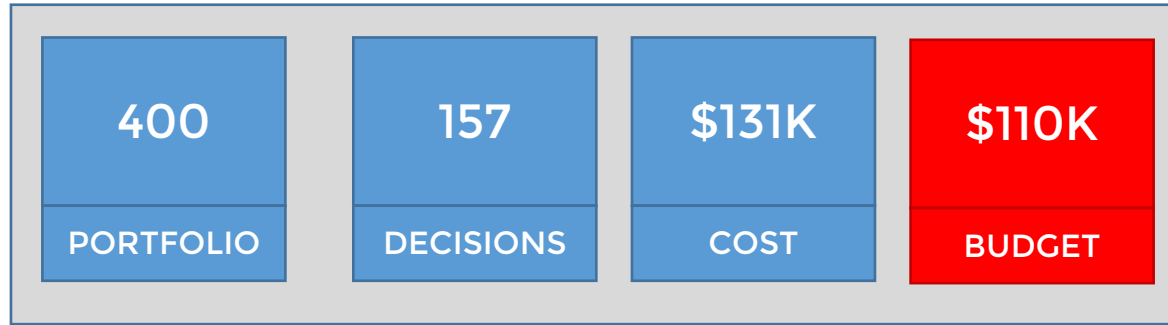 400
PORTFOLIO
157
DECISIONS
$131K
COST
$110K
BUDGET